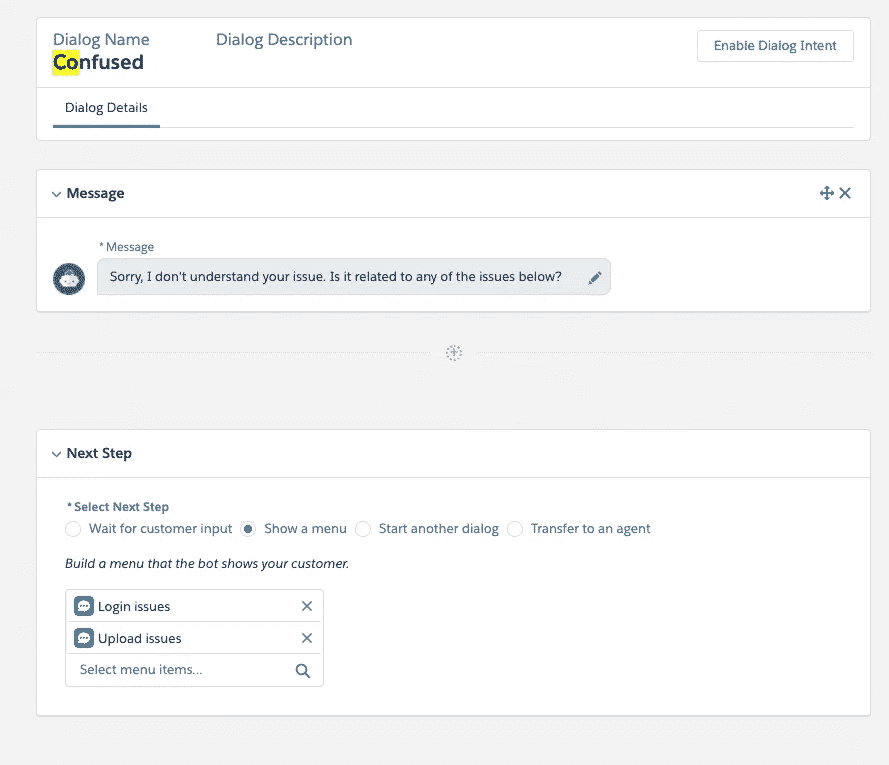 Dialog Name Dialog Description
Confused
Enable Dialog Intent
Dialog Details
Message
* Message
Sorry, I don't understand your issue. Is it related to any of the issues below?
Next Step
* Select Next Step
Wait for customer input Show a menu Start another dialog Transfer to an agent
Build a menu that the bot shows your customer.
Login issues
Upload issues
Select menu items...